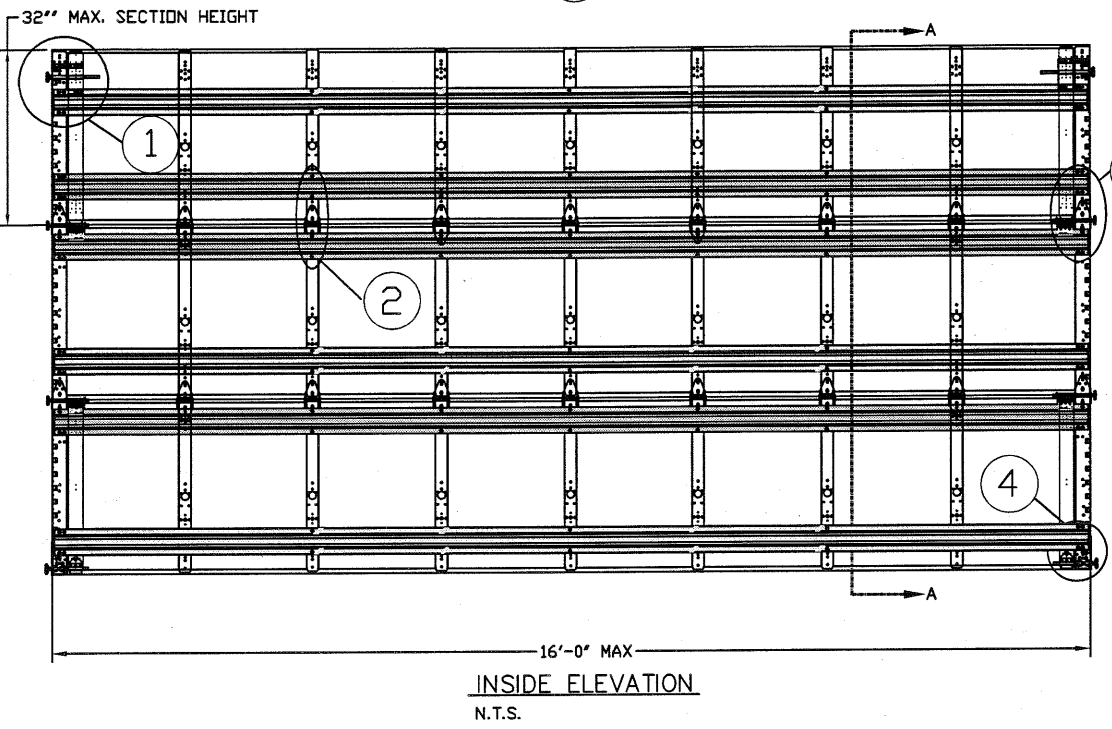 32"" MAX. SECTION HEIGHT
A
1
2
4
A
16'-0" MAX
INSIDE ELEVATION
N.T.S.